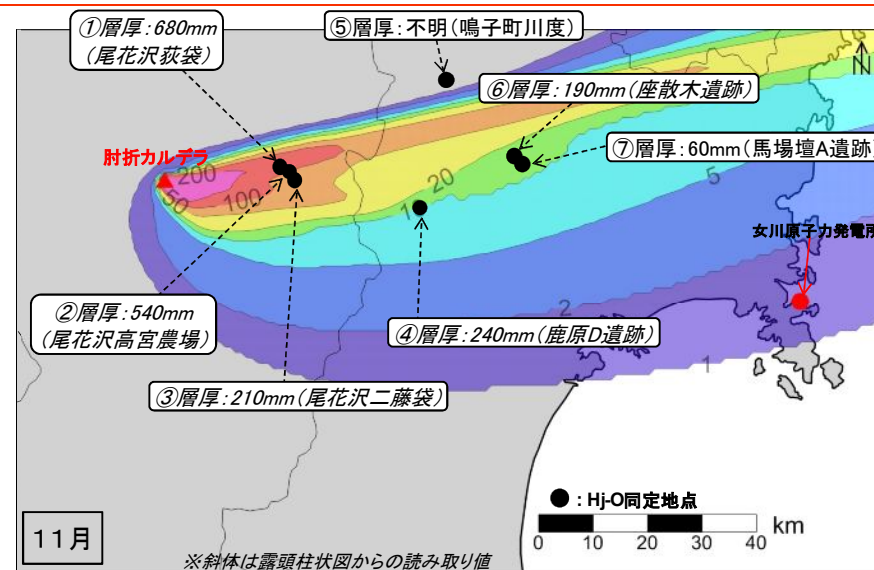 ①層厚:680mm
(尾花沢荻袋)
⑤層厚:不明(鳴子町川度)
N
⑥層厚:190mm(座散木遺跡)
肘折カルデラ
⑦層厚:60mm(馬場壇A遺跡)
200
50
100
20
10
5
女川原子力発電所
②層厚:540mm
(尾花沢高宮農場)
④層厚:240mm(鹿原D遺跡)
2
1
③層厚:210mm(尾花沢二藤袋)
●:Hj-O同定地点
11月
km
0 10 20 30 40
※斜体は露頭柱状図からの読み取り値